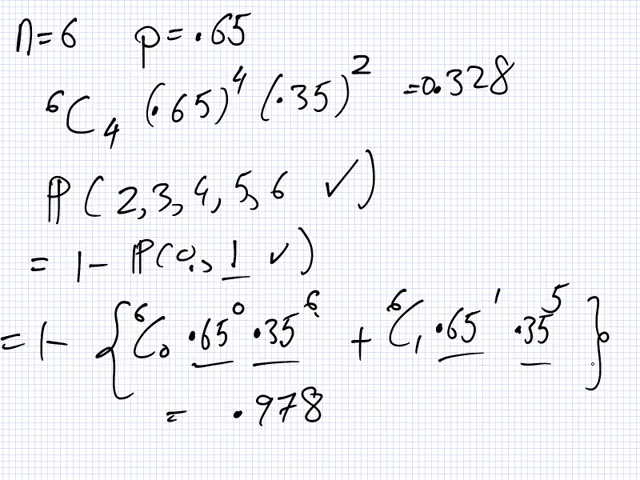 n=6 p=.65
⁶C₄ (.65)⁴ (.35)² =0.328
ℙ(2,3,4,5,6 ✓)
= 1- ℙ(0,1 ✓)
= 1- {⁶C₀ .65⁰ .35⁶ + ⁶C₁ .65¹ .35⁵}
= .978